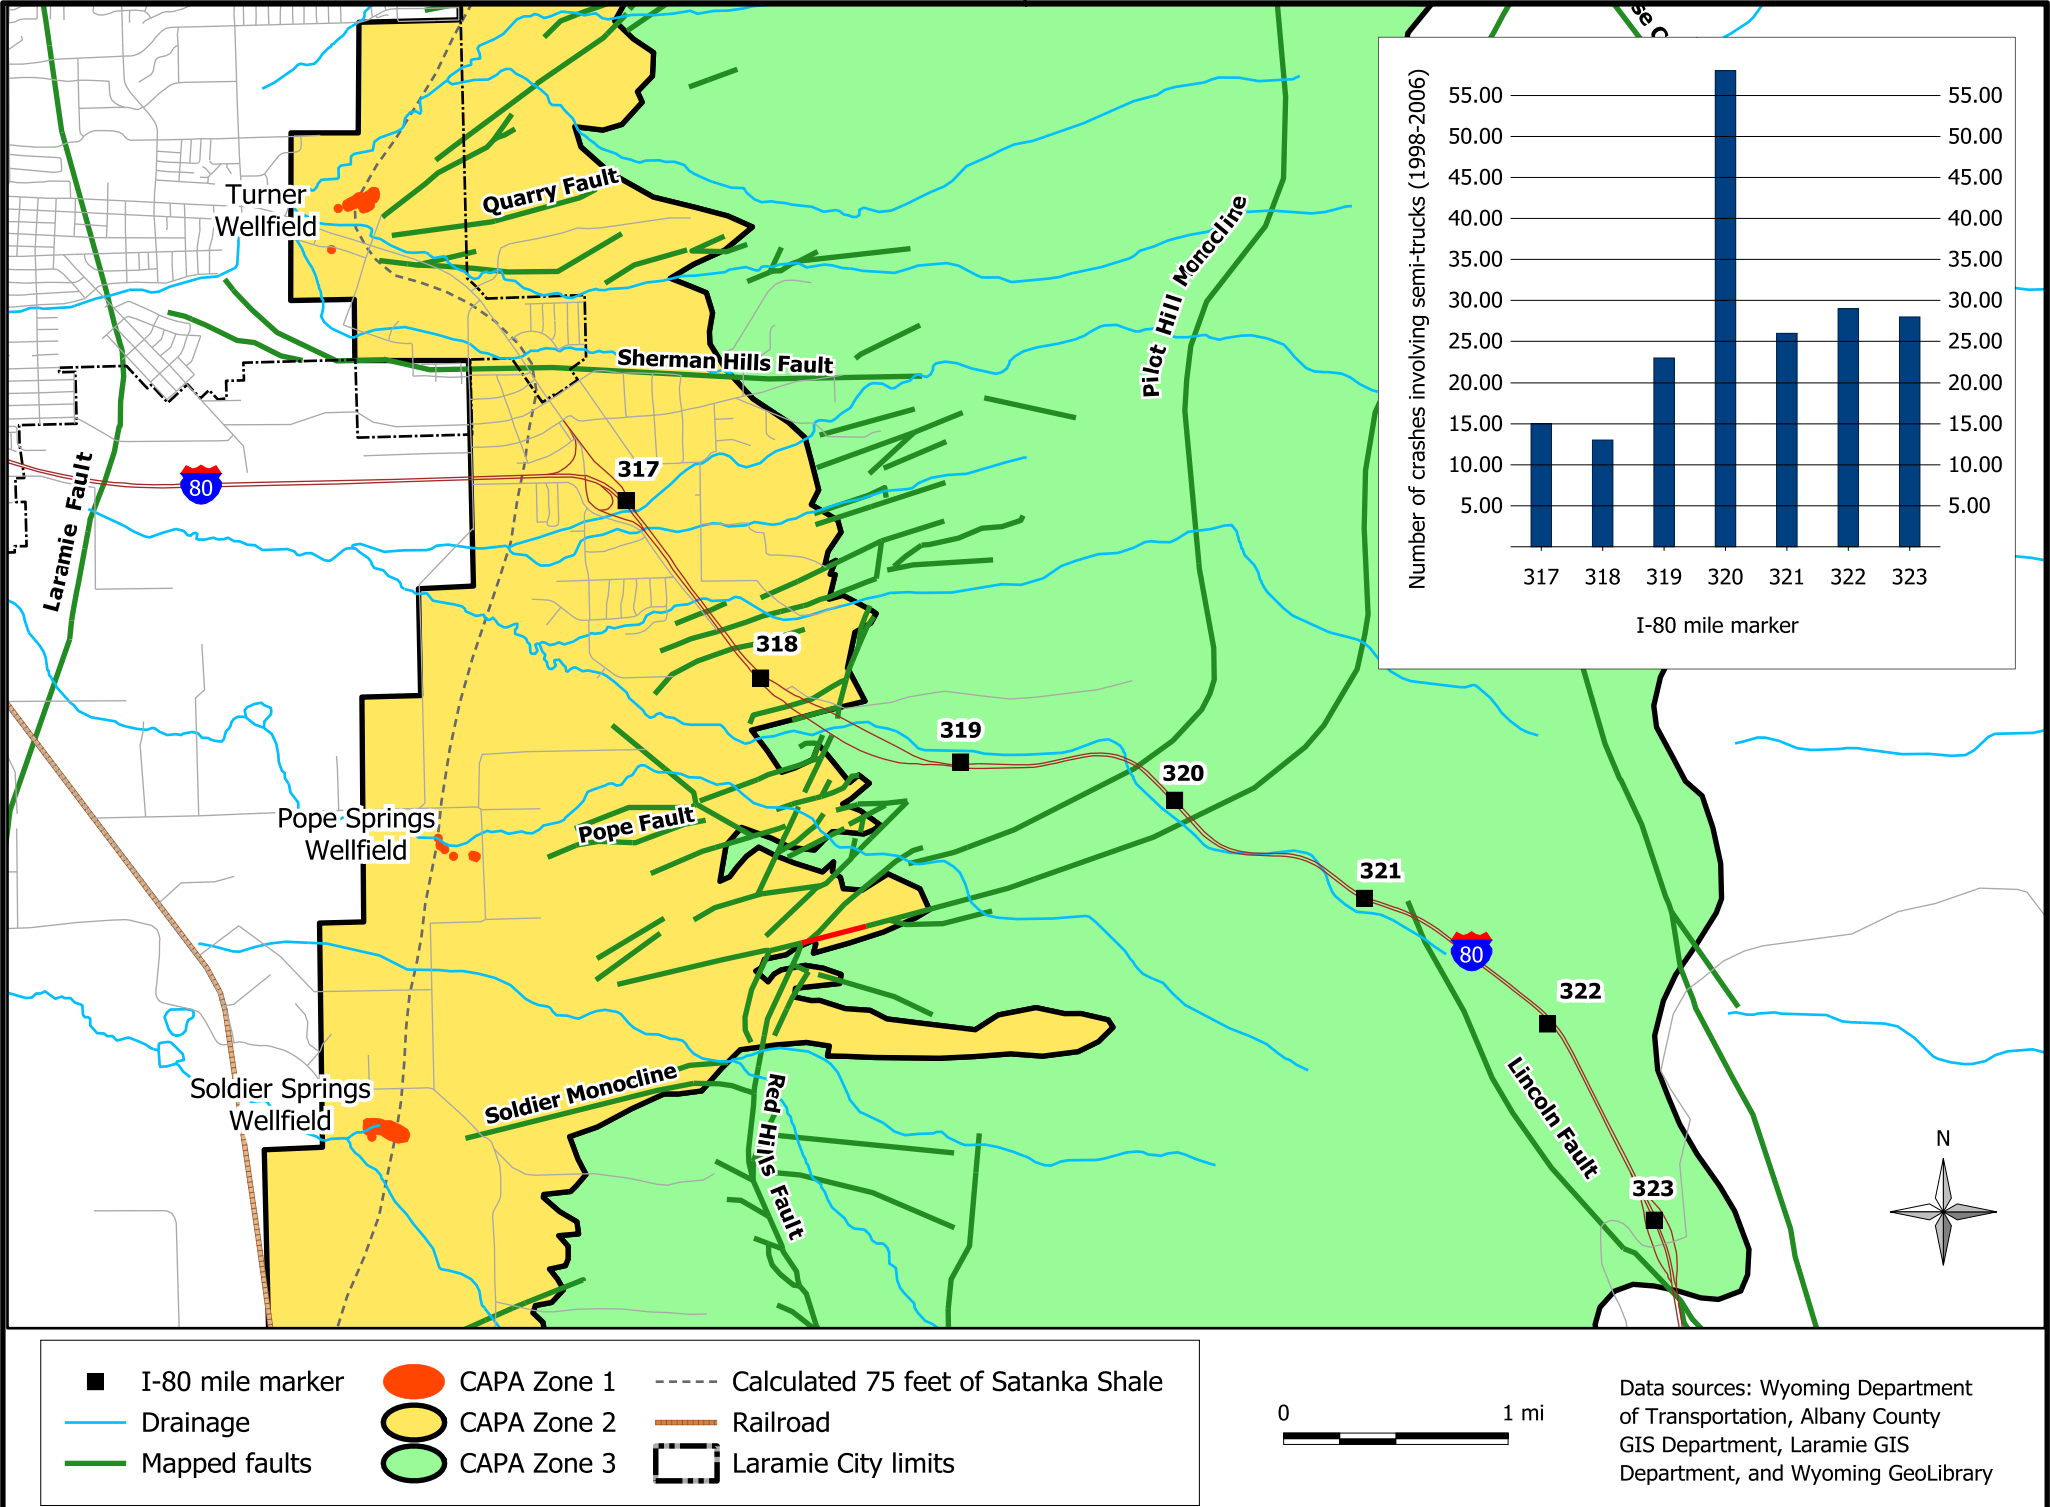 se C
Turner
Wellfield
Quarry Fault
Pilot Hill Monocline
Sherman Hills Fault
Laramie Fault
80
317
318
319
320
321
80
322
323
Pope Springs
Wellfield
Pope Fault
Soldier Springs
Wellfield
Soldier Monocline
Red Hills Fault
Lincoln Fault
N
Number of crashes involving semi-trucks (1998-2006)
55.00 55.00
50.00 50.00
45.00 45.00
40.00 40.00
35.00 35.00
30.00 30.00
25.00 25.00
20.00 20.00
15.00 15.00
10.00 10.00
5.00 5.00
317 318 319 320 321 322 323
I-80 mile marker
I-80 mile marker
Drainage
Mapped faults
CAPA Zone 1
CAPA Zone 2
CAPA Zone 3
Calculated 75 feet of Satanka Shale
Railroad
Laramie City limits
0 1 mi
Data sources: Wyoming Department
of Transportation, Albany County
GIS Department, Laramie GIS
Department, and Wyoming GeoLibrary